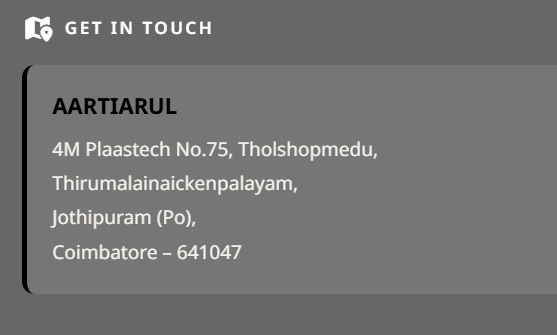 GET IN TOUCH
AARTIARUL
4M Plaastech No.75, Tholshopmedu,
Thirumalainaickenpalayam,
Jothipuram (Po),
Coimbatore – 641047